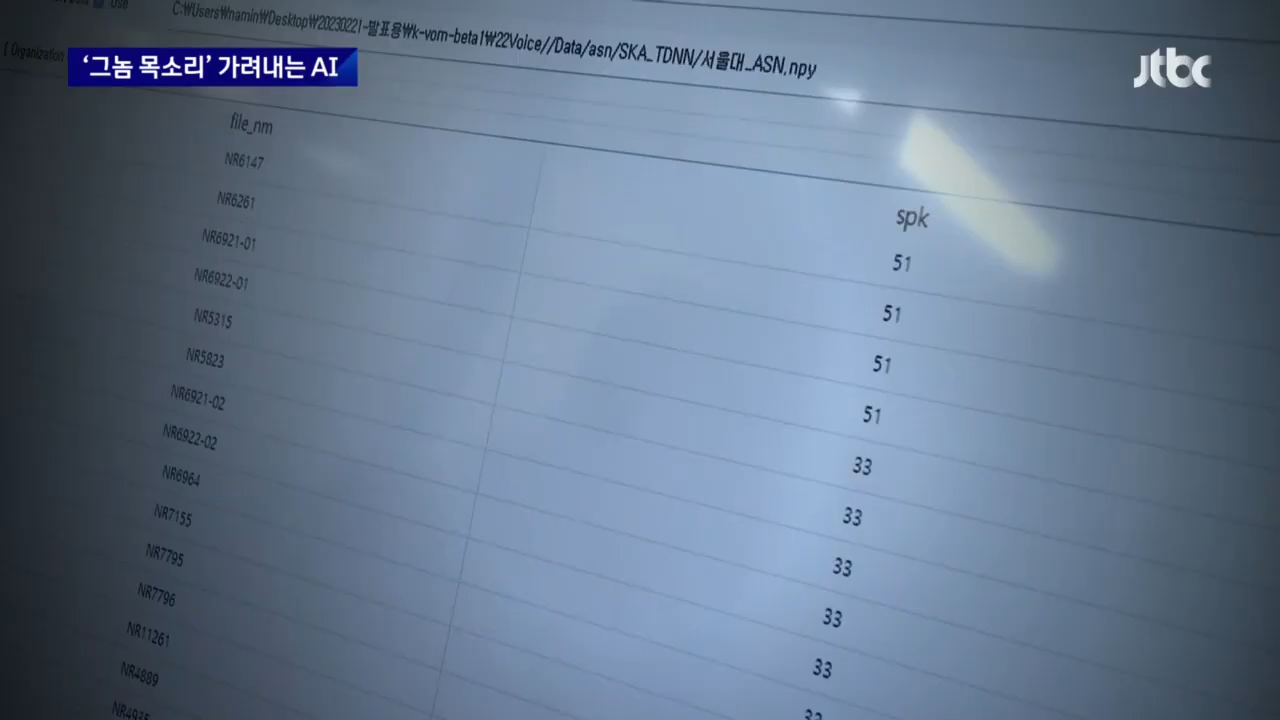 Use
C:₩Users₩namin₩Desktop₩20230221-발표용₩k-vom-beta1₩22Voice//Data/asn/SKA_TDNN/서울대_ASN.npy
[ Organization
‘그놈 목소리’ 가려내는 AI
jtbc
file_nm
spk
NR6147
51
NR6261
51
NR6921-01
51
NR6922-01
51
NR5315
33
NR5823
33
NR6921-02
33
NR6922-02
33
NR6964
33
NR7155
NR7795
NR7796
NR11261
NR4889